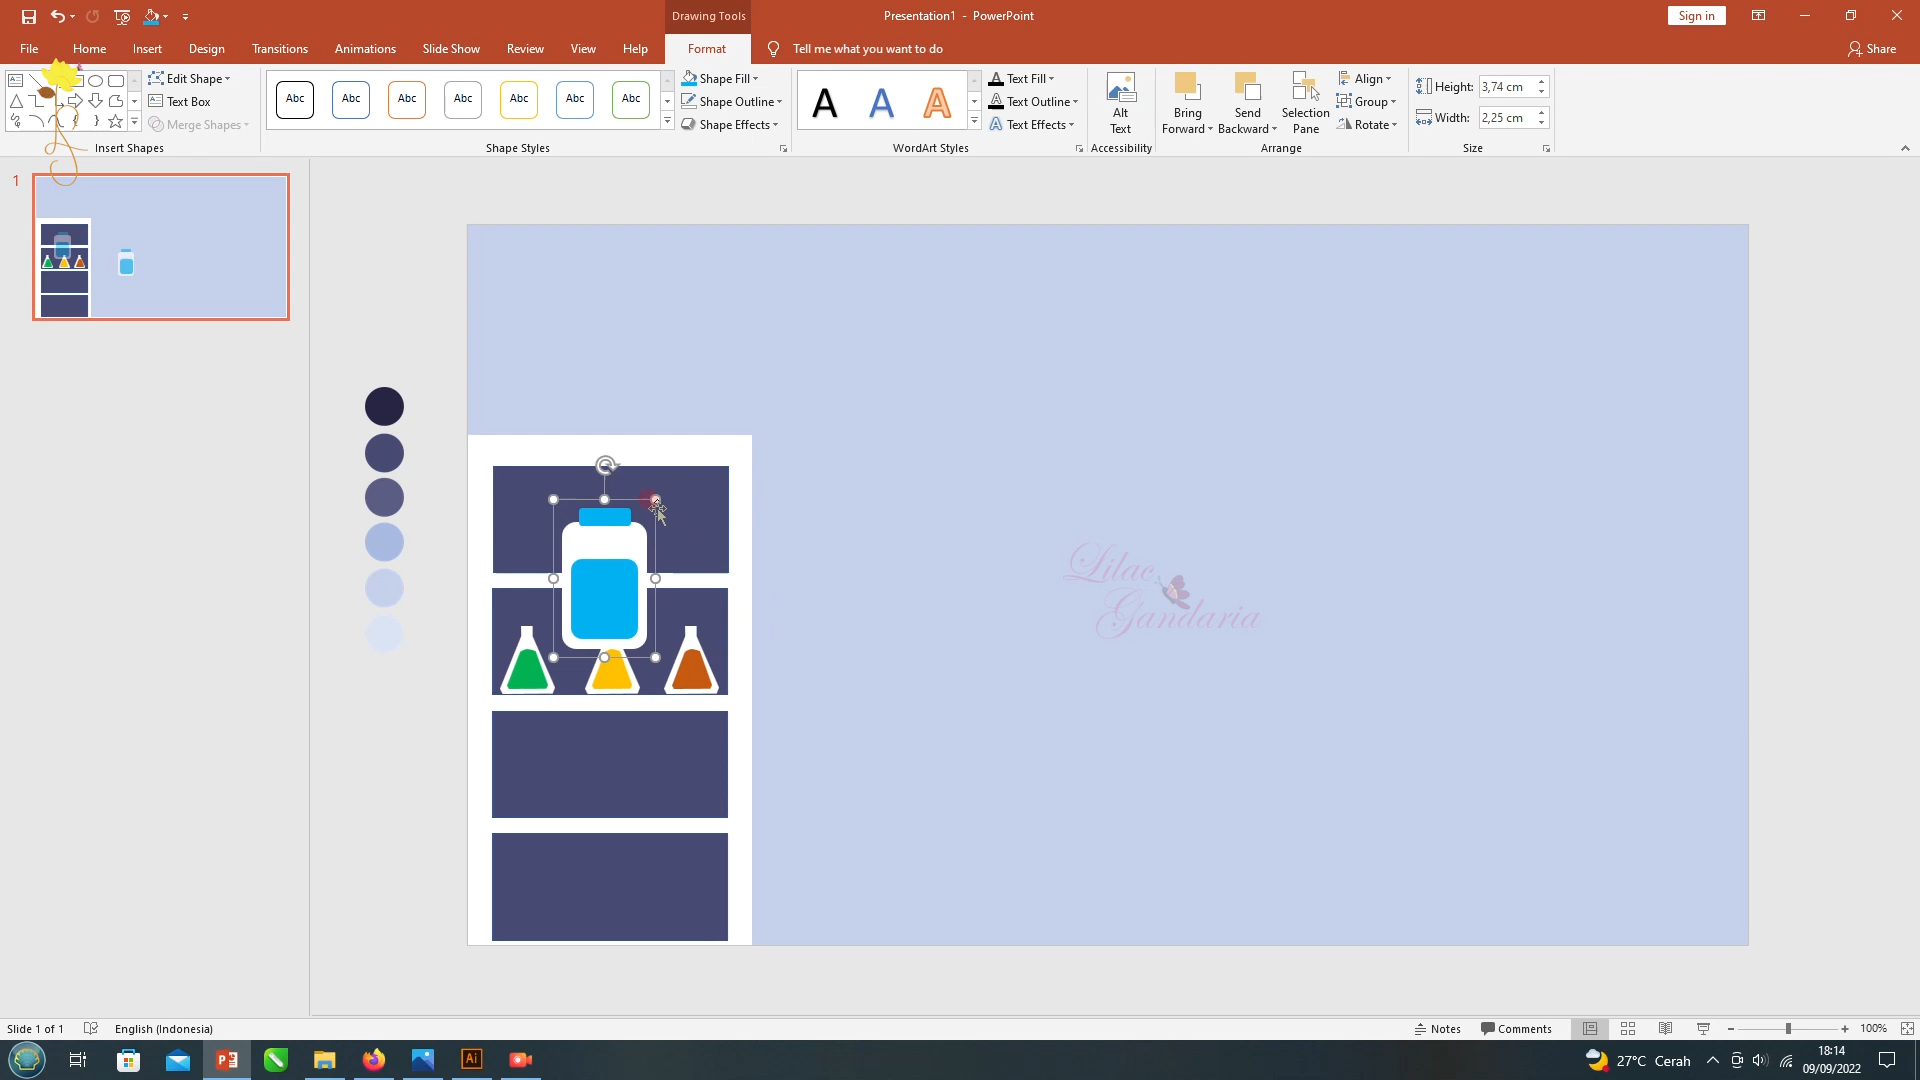 Drawing Tools
Presentation1 - PowerPoint
Sign in
File
Home
Insert
Design
Transitions
Animations
Slide Show
Review
View
Help
Format
Tell me what you want to do
Share
Edit Shape
Text Box
Merge Shapes
Insert Shapes
Abc
Abc
Abc
Abc
Abc
Abc
Abc
Shape Fill
Shape Outline
Shape Effects
Shape Styles
A
A
A
Text Fill
Text Outline
Text Effects
WordArt Styles
Alt
Text
Accessibility
Bring
Forward
Send
Backward
Selection
Pane
Align
Group
Rotate
Arrange
Height: 3,74 cm
Width: 2,25 cm
Size
1
Lilac
Gandaria
Slide 1 of 1
English (Indonesia)
Notes
Comments
100%
Ai
27°C Cerah
18:14
09/09/2022